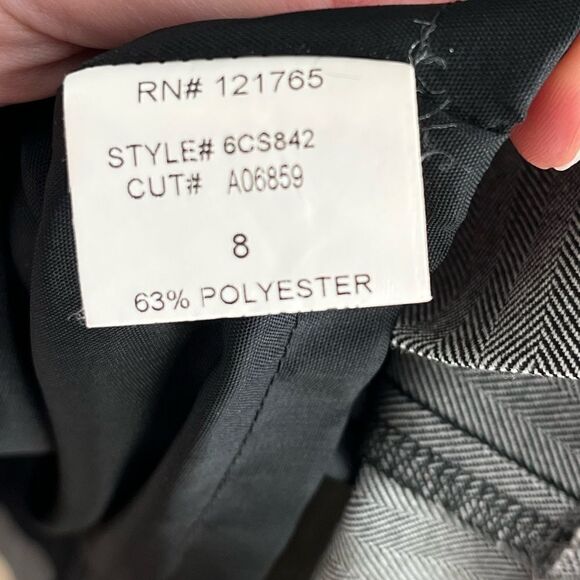 RN# 121765
STYLE# 6CS842
CUT# A06859
8
63% POLYESTER